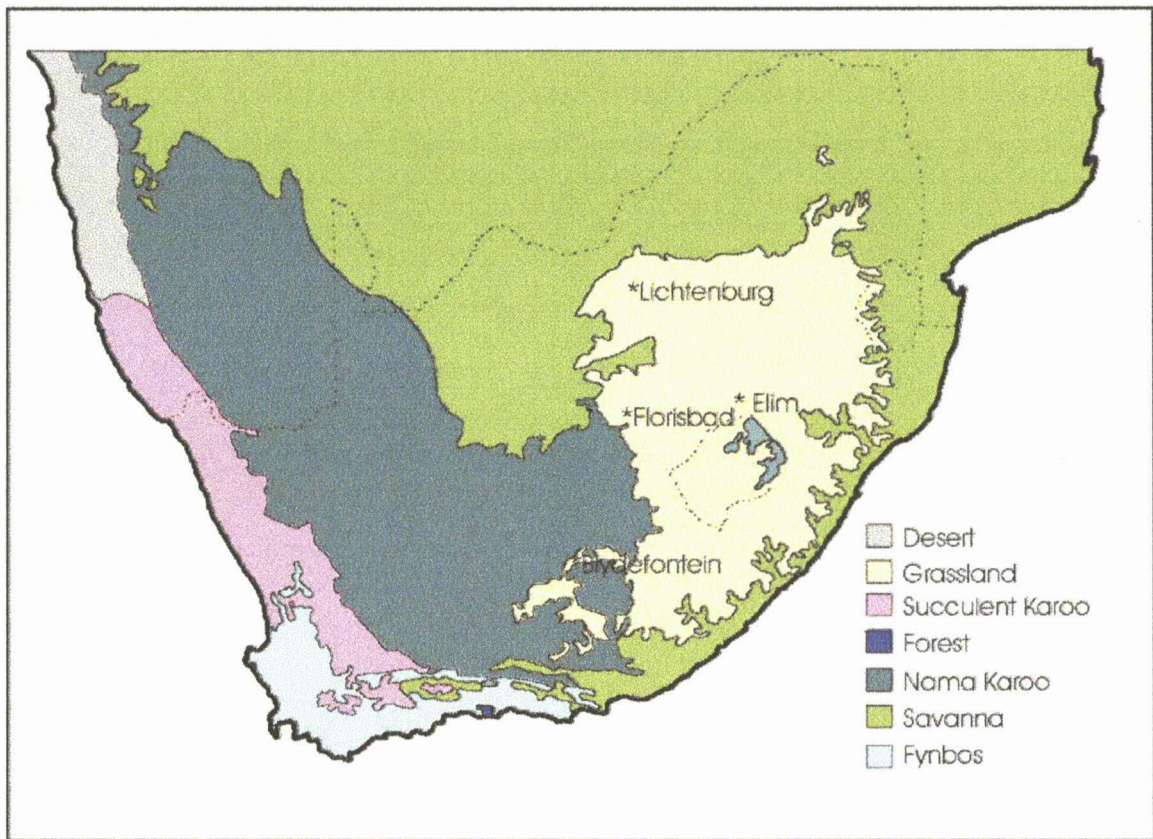 *Lichtenburg
* Elim
*Florisbad
Blydefontein
Desert
Grassland
Succulent Karoo
Forest
Nama Karoo
Savanna
Fynbos